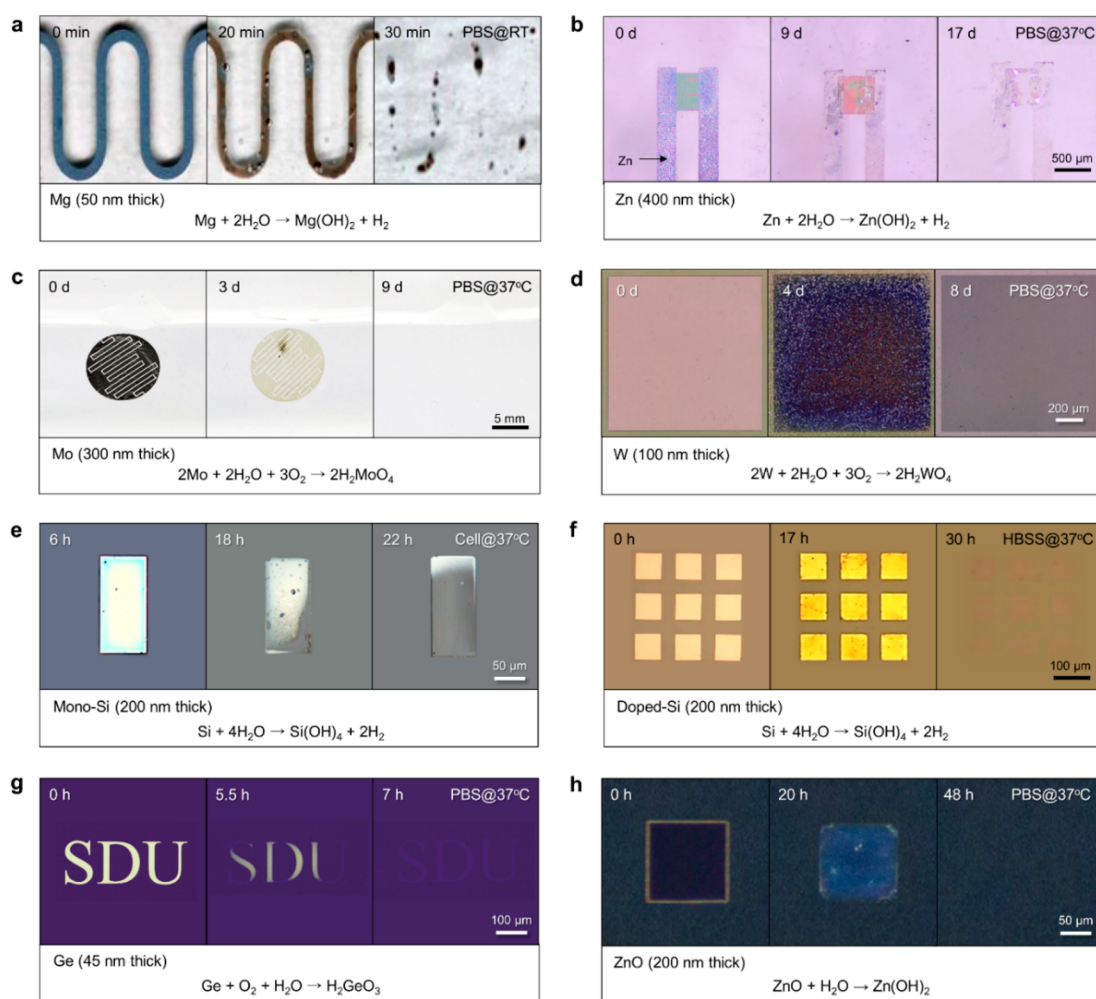 a
0 min 20 min 30 min PBS@RT
Mg (50 nm thick)
Mg + 2H₂O → Mg(OH)₂ + H₂
b
0 d 9 d 17 d PBS@37°C
Zn
500 µm
Zn (400 nm thick)
Zn + 2H₂O → Zn(OH)₂ + H₂
c
0 d 3 d 9 d PBS@37°C
5 mm
Mo (300 nm thick)
2Mo + 2H₂O + 3O₂ → 2H₂MoO₄
d
0 d 4 d 8 d PBS@37°C
200 µm
W (100 nm thick)
2W + 2H₂O + 3O₂ → 2H₂WO₄
e
6 h 18 h 22 h Cell@37°C
50 µm
Mono-Si (200 nm thick)
Si + 4H₂O → Si(OH)₄ + 2H₂
f
0 h 17 h 30 h HBSS@37°C
100 µm
Doped-Si (200 nm thick)
Si + 4H₂O → Si(OH)₄ + 2H₂
g
0 h 5.5 h 7 h PBS@37°C
SDU SDU SDU
100 µm
Ge (45 nm thick)
Ge + O₂ + H₂O → H₂GeO₃
h
0 h 20 h 48 h PBS@37°C
50 µm
ZnO (200 nm thick)
ZnO + H₂O → Zn(OH)₂